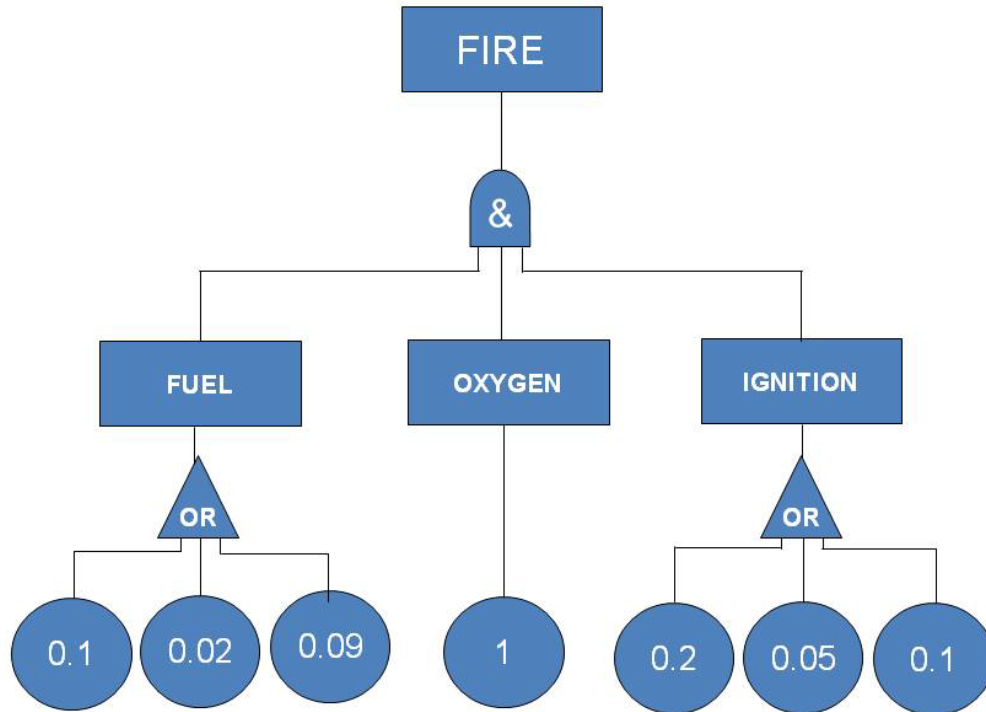 FIRE
&
FUEL
OXYGEN
IGNITION
OR
OR
0.1
0.02
0.09
1
0.2
0.05
0.1